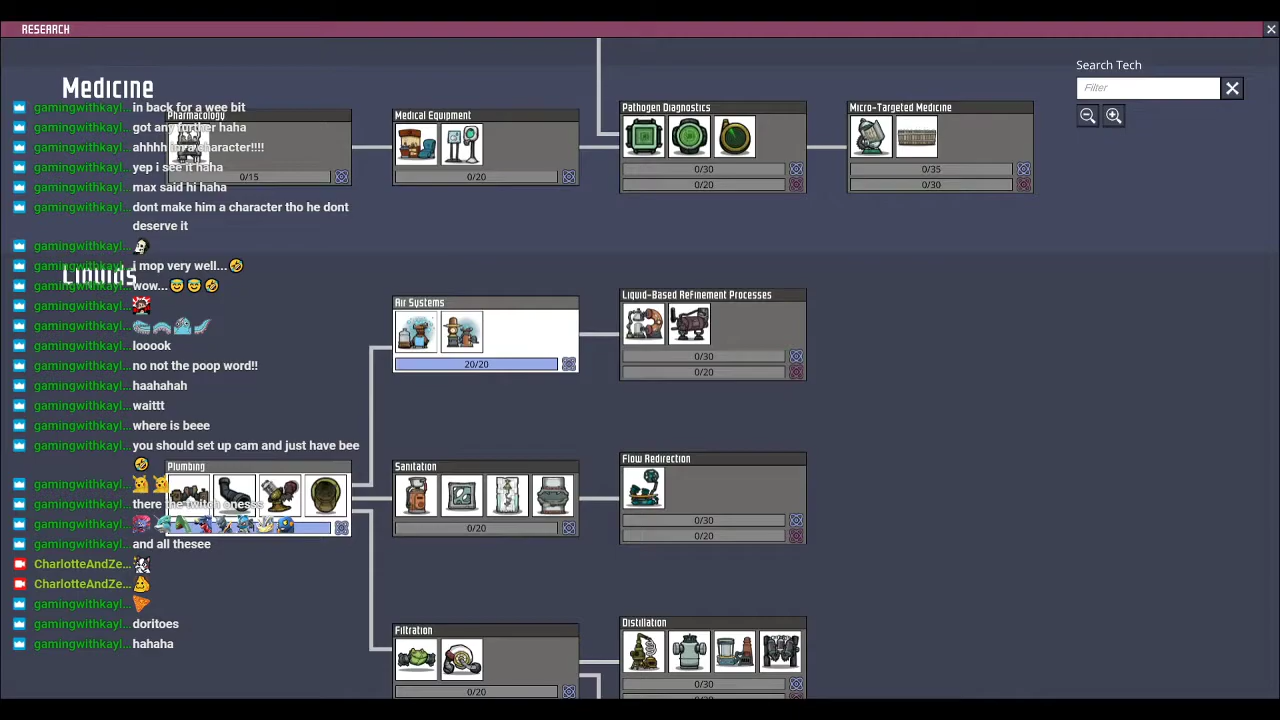 RESEARCH
Search Tech
Filter
Medicine
Pharmacology
0/15
Medical Equipment
0/20
Pathogen Diagnostics
0/30
0/20
Micro-Targeted Medicine
0/35
0/30
Liquids
Air Systems
20/20
Liquid-Based Refinement Processes
0/30
0/20
Plumbing
Sanitation
0/20
Flow Redirection
0/30
0/20
Filtration
0/20
Distillation
0/30
gamingwithkayl... in back for a wee bit
gamingwithkayl... got any further haha
gamingwithkayl... ahhhh im a character!!!!
gamingwithkayl... yep i see it haha
gamingwithkayl... max said hi haha
gamingwithkayl... dont make him a character tho he dont
deserve it
gamingwithkayl...
gamingwithkayl... i mop very well...
gamingwithkayl... wow...
gamingwithkayl...
gamingwithkayl...
gamingwithkayl... looook
gamingwithkayl... no not the poop word!!
gamingwithkayl... haahahah
gamingwithkayl... waittt
gamingwithkayl... where is beee
gamingwithkayl... you should set up cam and just have bee
gamingwithkayl...
gamingwithkayl... there the twitch onesss
gamingwithkayl...
gamingwithkayl... and all thesee
CharlotteAndZe...
CharlotteAndZe...
gamingwithkayl...
gamingwithkayl... doritoes
gamingwithkayl... hahaha